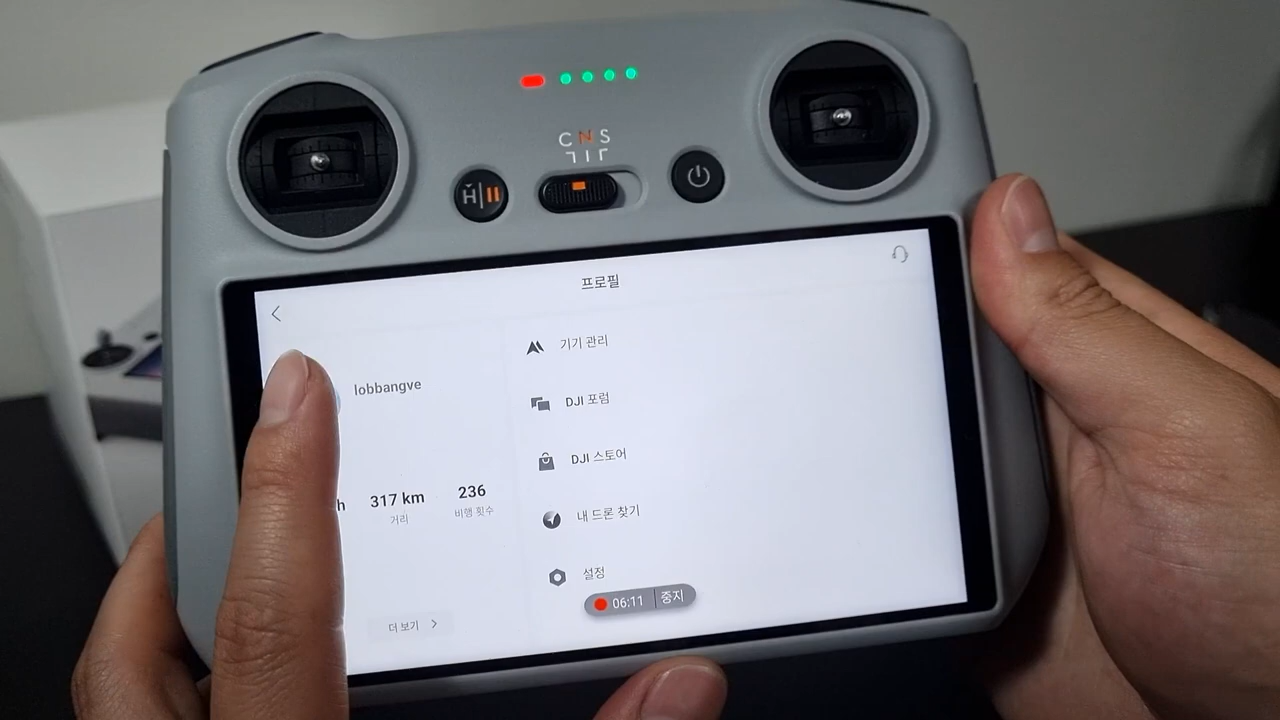 C N S
H
프로필
lobbangve
h
317 km
거리
236
비행 횟수
더 보기
기기 관리
DJI 포럼
DJI 스토어
내 드론 찾기
설정
06:11 중지